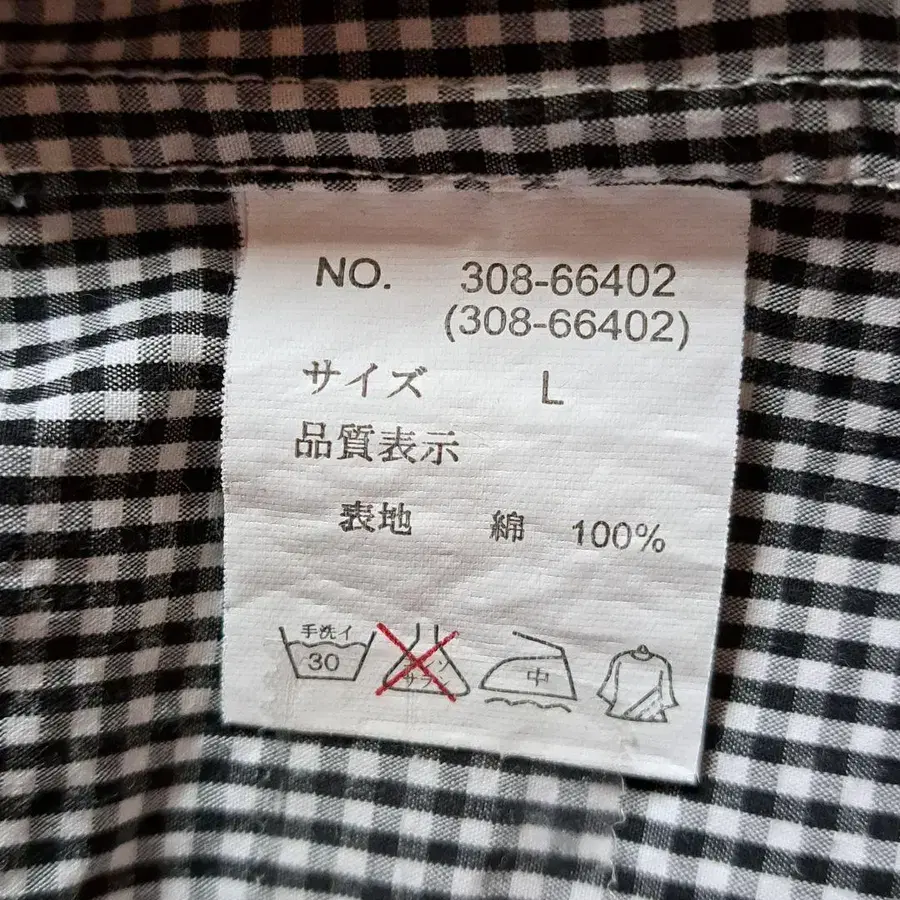 NO. 308-66402
(308-66402)
サイズ L
品質表示
表地 綿 100%
手洗イ
30
中